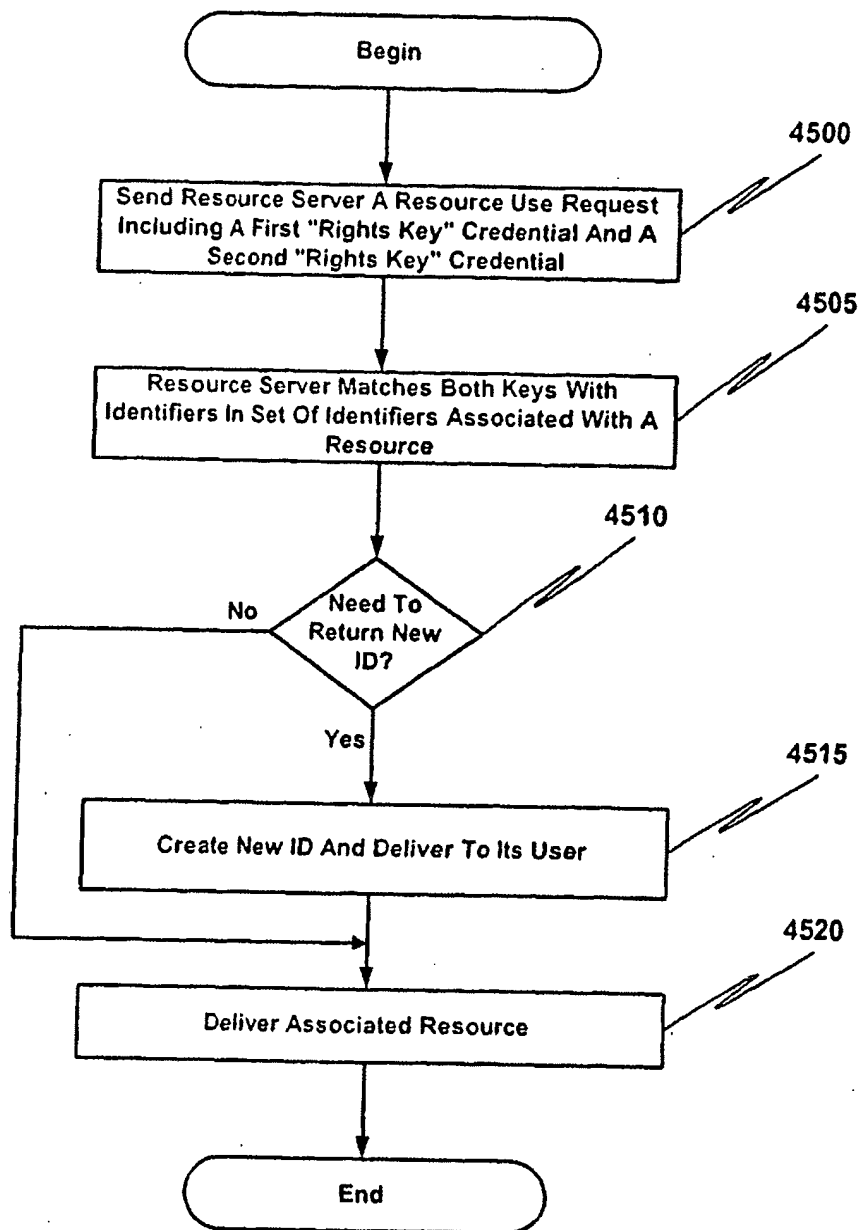 Begin
4500
Send Resource Server A Resource Use Request
Including A First "Rights Key" Credential And A
Second "Rights Key" Credential
4505
Resource Server Matches Both Keys With
Identifiers In Set Of Identifiers Associated With A
Resource
4510
Need To
Return New
ID?
No
Yes
4515
Create New ID And Deliver To Its User
4520
Deliver Associated Resource
End